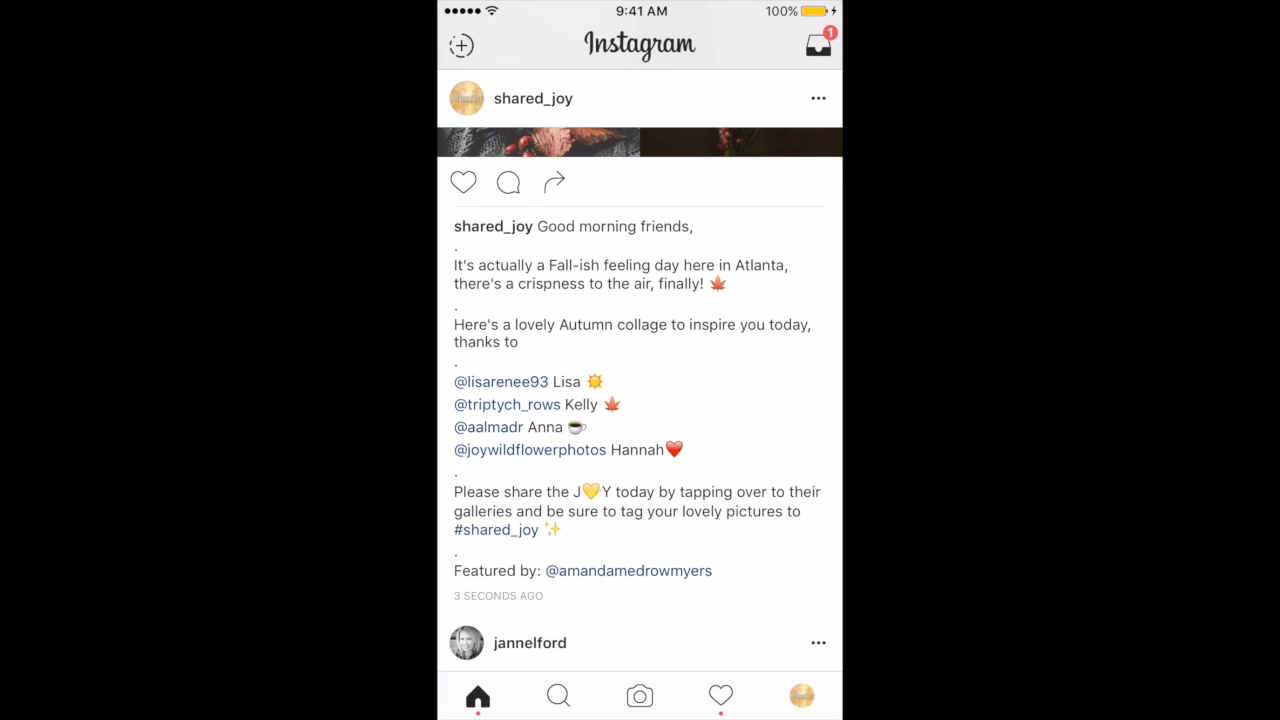 9:41 AM
100%
Instagram
1
shared_joy
shared_joy Good morning friends,
.
It's actually a Fall-ish feeling day here in Atlanta,
there's a crispness to the air, finally! 🍁
.
Here's a lovely Autumn collage to inspire you today,
thanks to
.
@lisarenee93 Lisa ☀️
@triptych_rows Kelly 🍁
@aalmadr Anna ☕
@joywildflowerphotos Hannah❤️
.
Please share the J💛Y today by tapping over to their
galleries and be sure to tag your lovely pictures to
#shared_joy ✨
.
Featured by: @amandamedrowmyers
3 SECONDS AGO
jannelford